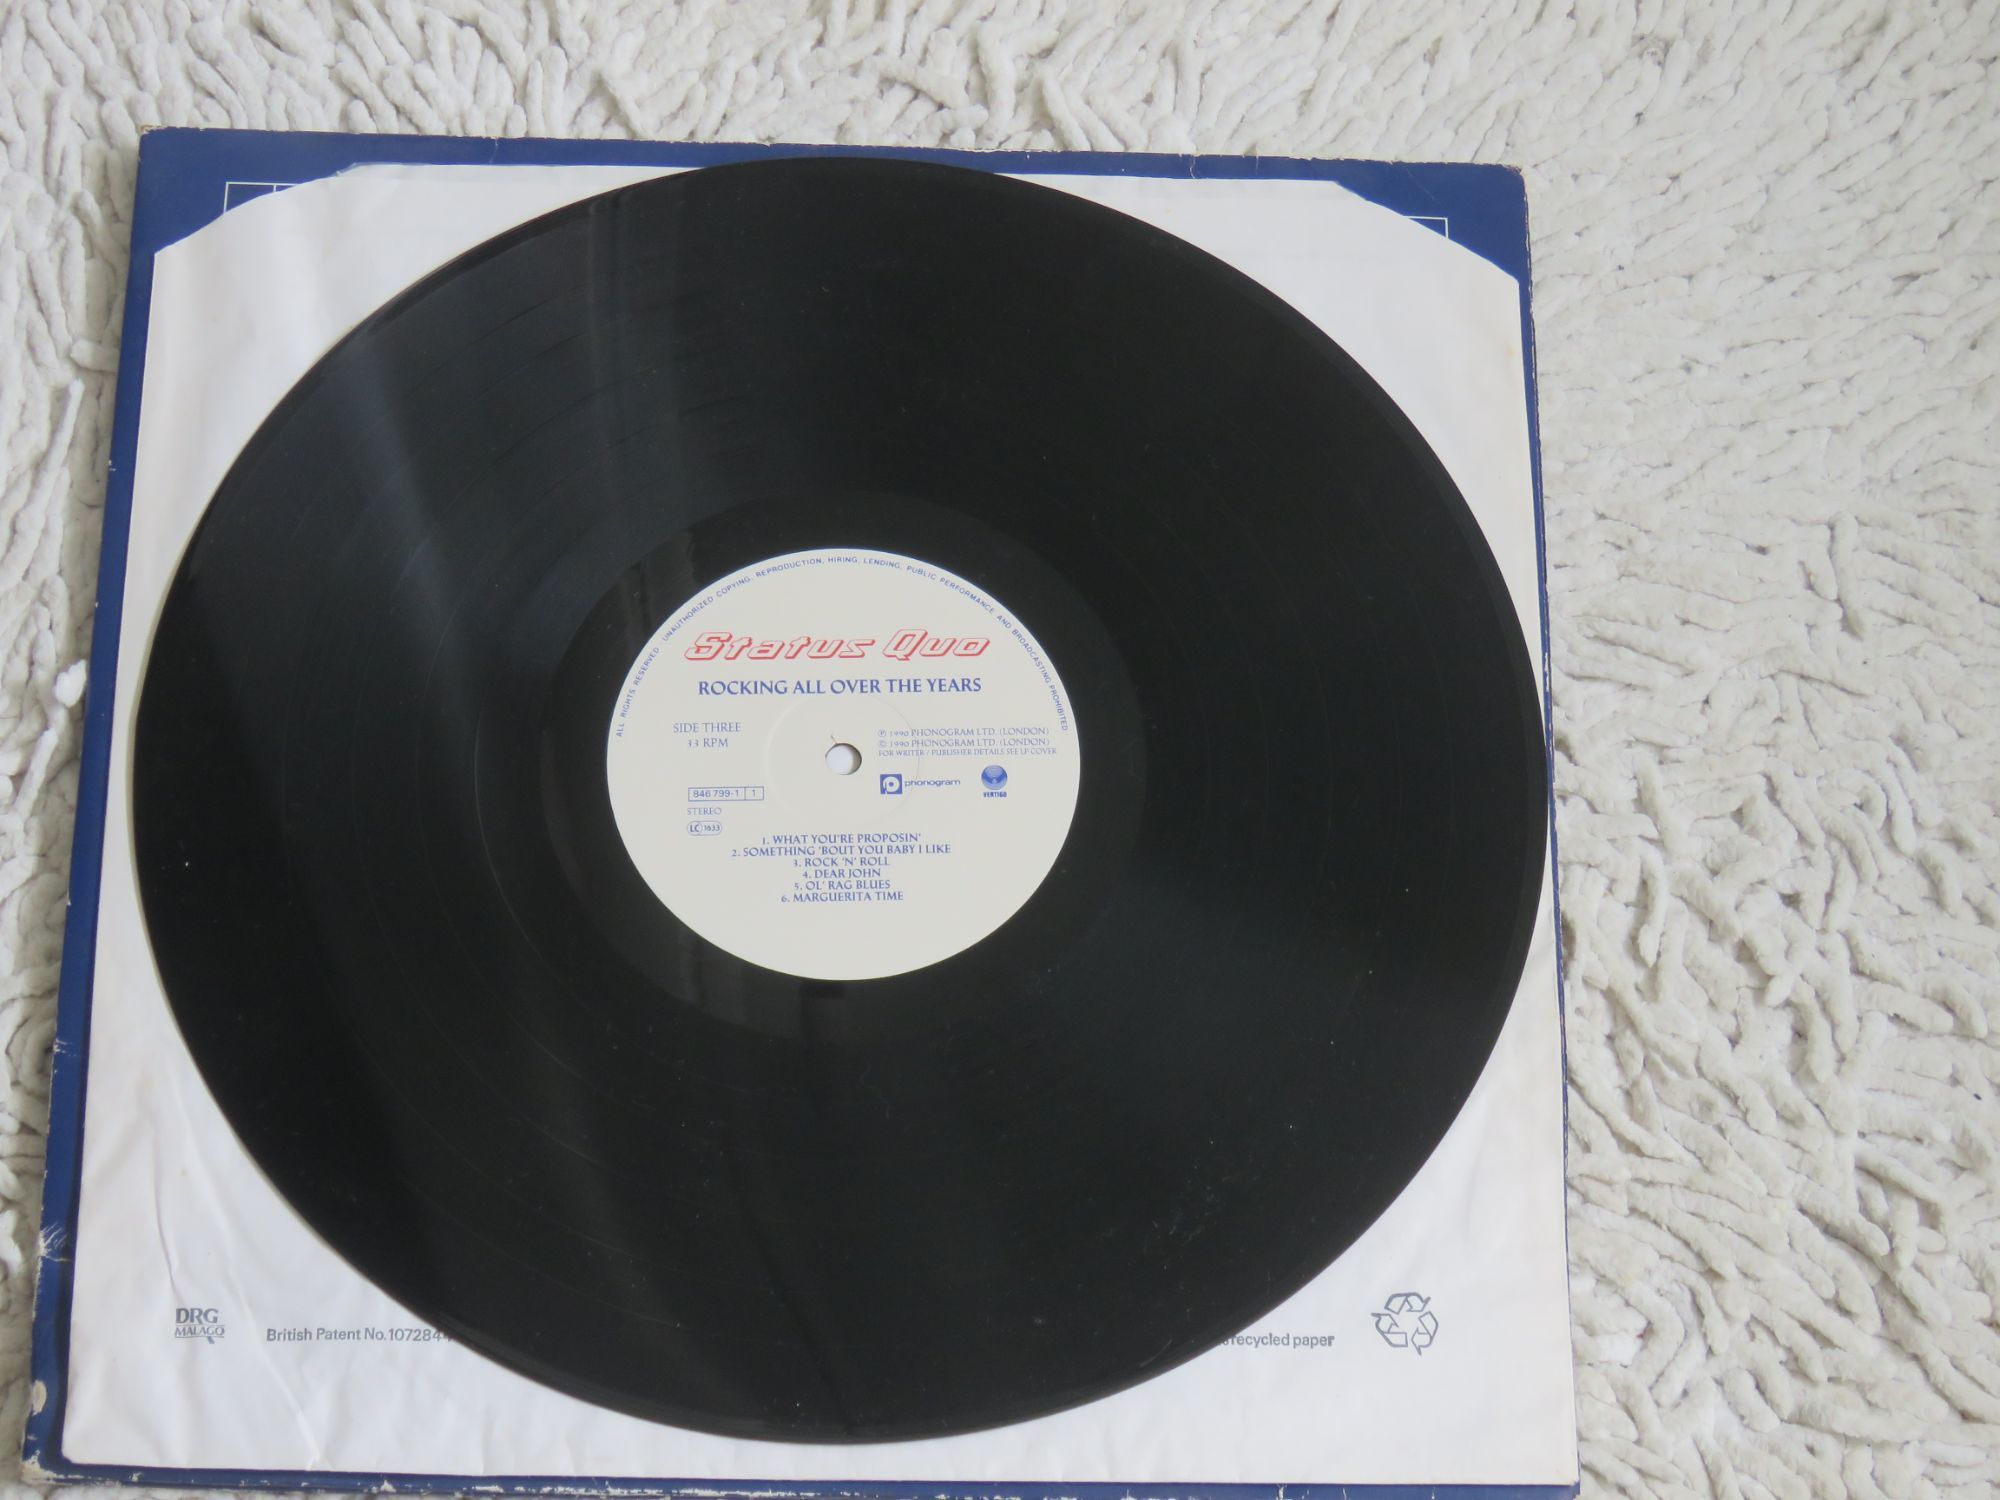 ALL RIGHTS RESERVED UNAUTHORIZED COPYING, REPRODUCTION, HIRING, LENDING, PUBLIC PERFORMANCE AND BROADCASTING PROHIBITED
Status Quo
ROCKING ALL OVER THE YEARS
SIDE THREE
33 RPM
℗ 1990 PHONOGRAM LTD. (LONDON)
© 1990 PHONOGRAM LTD. (LONDON)
FOR WRITER / PUBLISHER DETAILS SEE LP COVER
phonogram
VERTIGO
846 799-1 1
STEREO
LC 1633
1. WHAT YOU'RE PROPOSIN'
2. SOMETHING 'BOUT YOU BABY I LIKE
3. ROCK 'N' ROLL
4. DEAR JOHN
5. OL' RAG BLUES
6. MARGUERITA TIME
DRG
MALAGO
British Patent No.107284
recycled paper